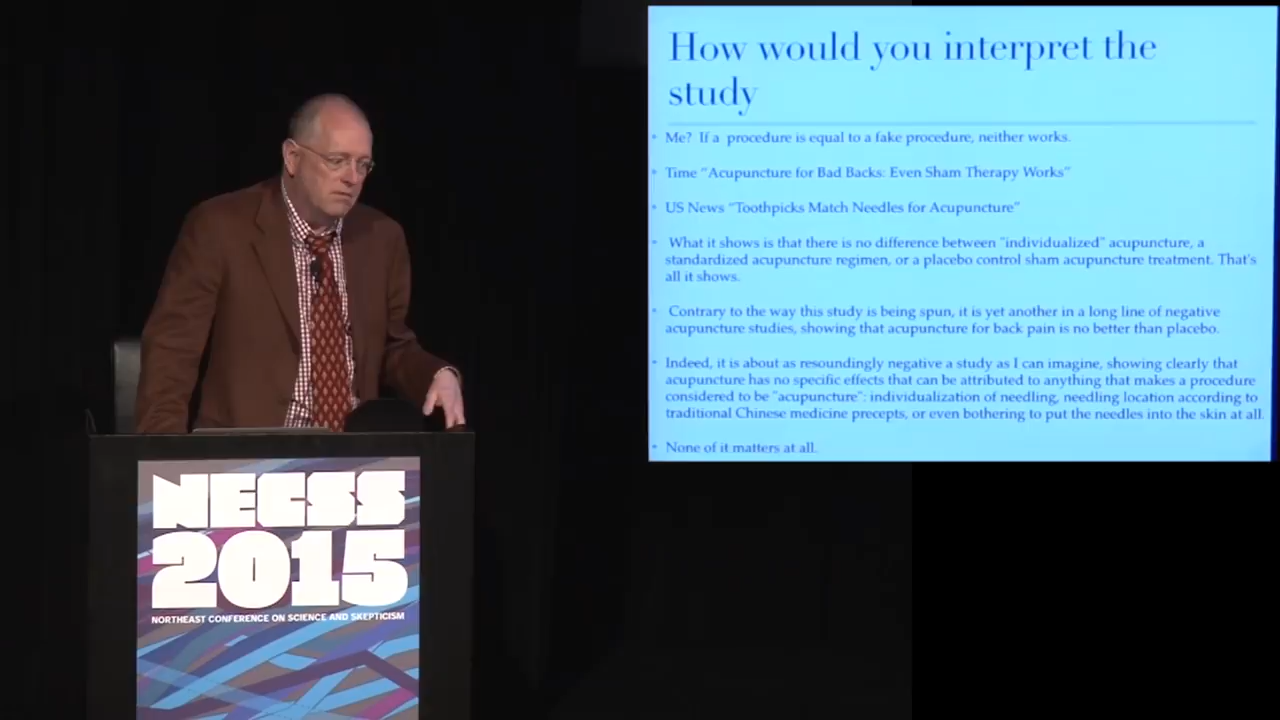 How would you interpret the
study
Me? If a procedure is equal to a fake procedure, neither works.
Time "Acupuncture for Bad Backs: Even Sham Therapy Works"
US News "Toothpicks Match Needles for Acupuncture"
What it shows is that there is no difference between "individualized" acupuncture, a
standardized acupuncture regimen, or a placebo control sham acupuncture treatment. That's
all it shows.
Contrary to the way this study is being spun, it is yet another in a long line of negative
acupuncture studies, showing that acupuncture for back pain is no better than placebo.
Indeed, it is about as resoundingly negative a study as I can imagine, showing clearly that
acupuncture has no specific effects that can be attributed to anything that makes a procedure
considered to be "acupuncture": individualization of needling, needling location according to
traditional Chinese medicine precepts, or even bothering to put the needles into the skin at all.
None of it matters at all.
NECSS
2015
NORTHEAST CONFERENCE ON SCIENCE AND SKEPTICISM